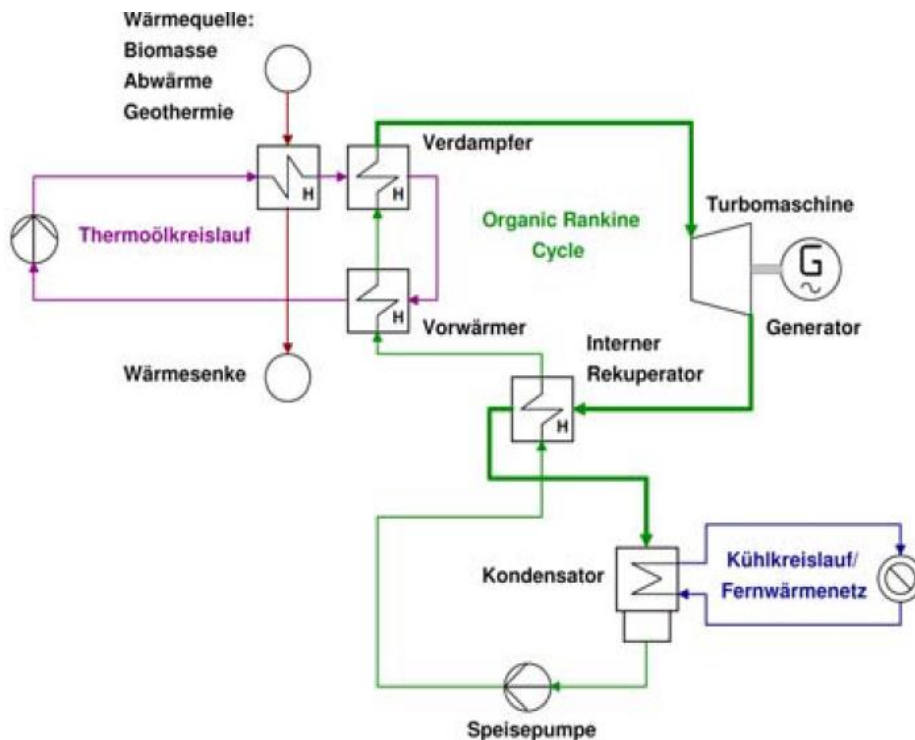 Wärmequelle:
Biomasse
Abwärme
Geothermie
Verdampfer
H
H
Thermoölkreislauf
Organic Rankine
Cycle
Turbomaschine
G
Generator
H
Vorwärmer
Wärmesenke
Interner
Rekuperator
H
Kondensator
Kühlkreislauf/
Fernwärmenetz
Speisepumpe